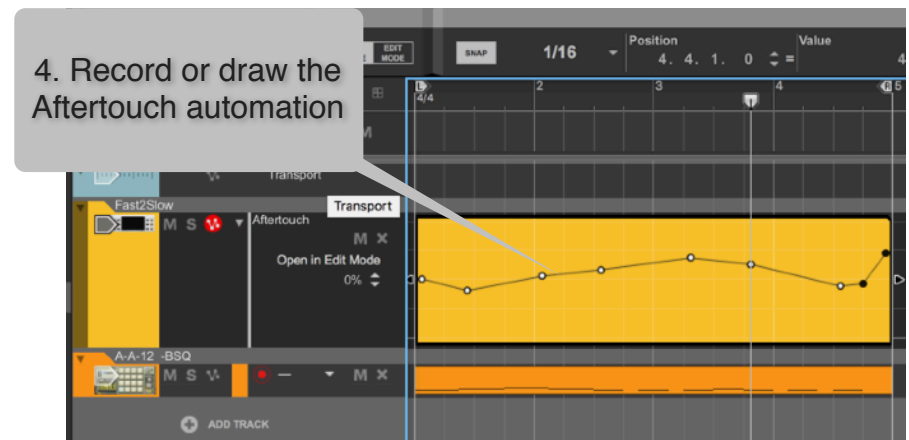 4. Record or draw the
Aftertouch automation
EDIT
MODE
SNAP
1/16
Position
4. 4. 1. 0
=
Value
4
L
2
3
4
R
5
4/4
M
Transport
Fast2Slow
Transport
M S
Aftertouch
M ×
Open in Edit Mode
0%
A-A-12 -BSQ
M S
M ×
ADD TRACK